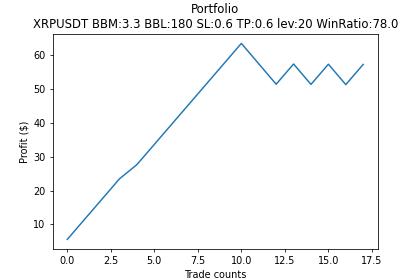 Portfolio
XRPUSDT BBM:3.3 BBL:180 SL:0.6 TP:0.6 lev:20 WinRatio:78.0
60
50
40
30
20
10
Profit ($)
0.0 2.5 5.0 7.5 10.0 12.5 15.0 17.5
Trade counts